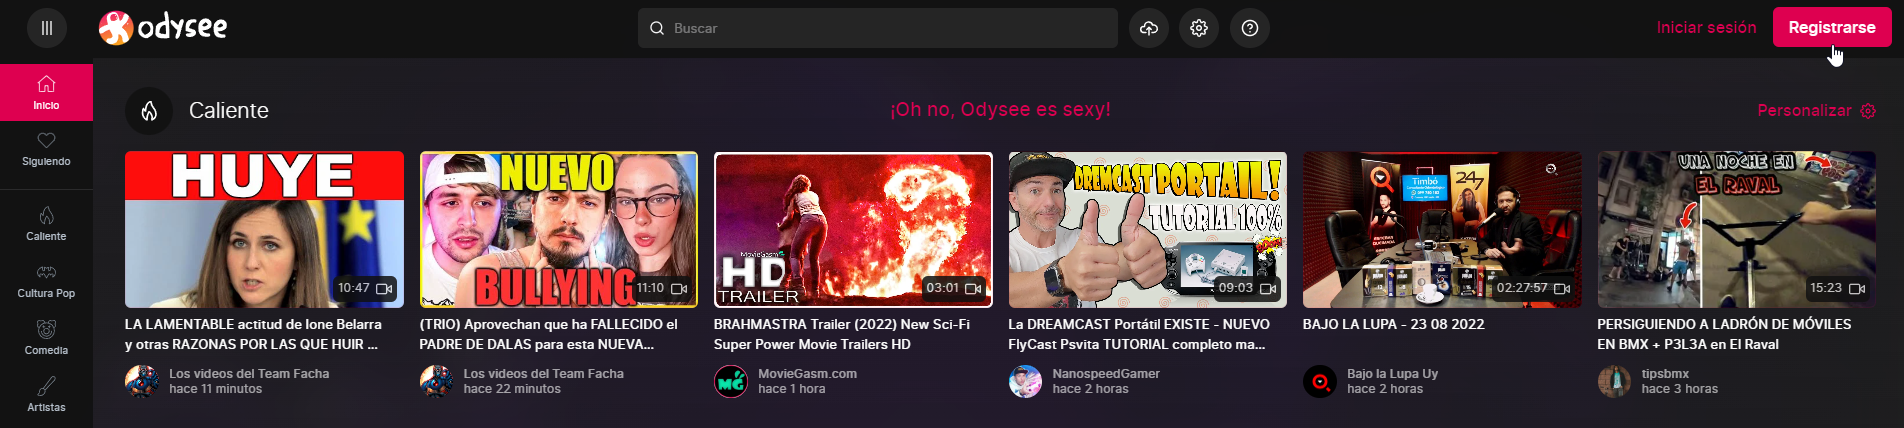 odysee
Buscar
Iniciar sesión
Registrarse
Inicio
Siguiendo
Caliente
Cultura Pop
Comedia
Artistas
Caliente
¡Oh no, Odysee es sexy!
Personalizar
HUYE
10:47
LA LAMENTABLE actitud de Ione Belarra
y otras RAZONAS POR LAS QUE HUIR ...
Los videos del Team Facha
hace 11 minutos
NUEVO
BULLYING
11:10
(TRIO) Aprovechan que ha FALLECIDO el
PADRE DE DALAS para esta NUEVA...
Los videos del Team Facha
hace 22 minutos
MovieGasm
HD
TRAILER
03:01
BRAHMASTRA Trailer (2022) New Sci-Fi
Super Power Movie Trailers HD
MG
MovieGasm.com
hace 1 hora
DREMCAST PORTAIL!
TUTORIAL 100%
09:03
La DREAMCAST Portátil EXISTE - NUEVO
FlyCast Psvita TUTORIAL completo ma...
NanospeedGamer
hace 2 horas
Timbó
247
02:27:57
BAJO LA LUPA - 23 08 2022
Bajo la Lupa Uy
hace 2 horas
UNA NOCHE EN
EL RAVAL
15:23
PERSIGUIENDO A LADRÓN DE MÓVILES
EN BMX + P3L3A en El Raval
tipsbmx
hace 3 horas